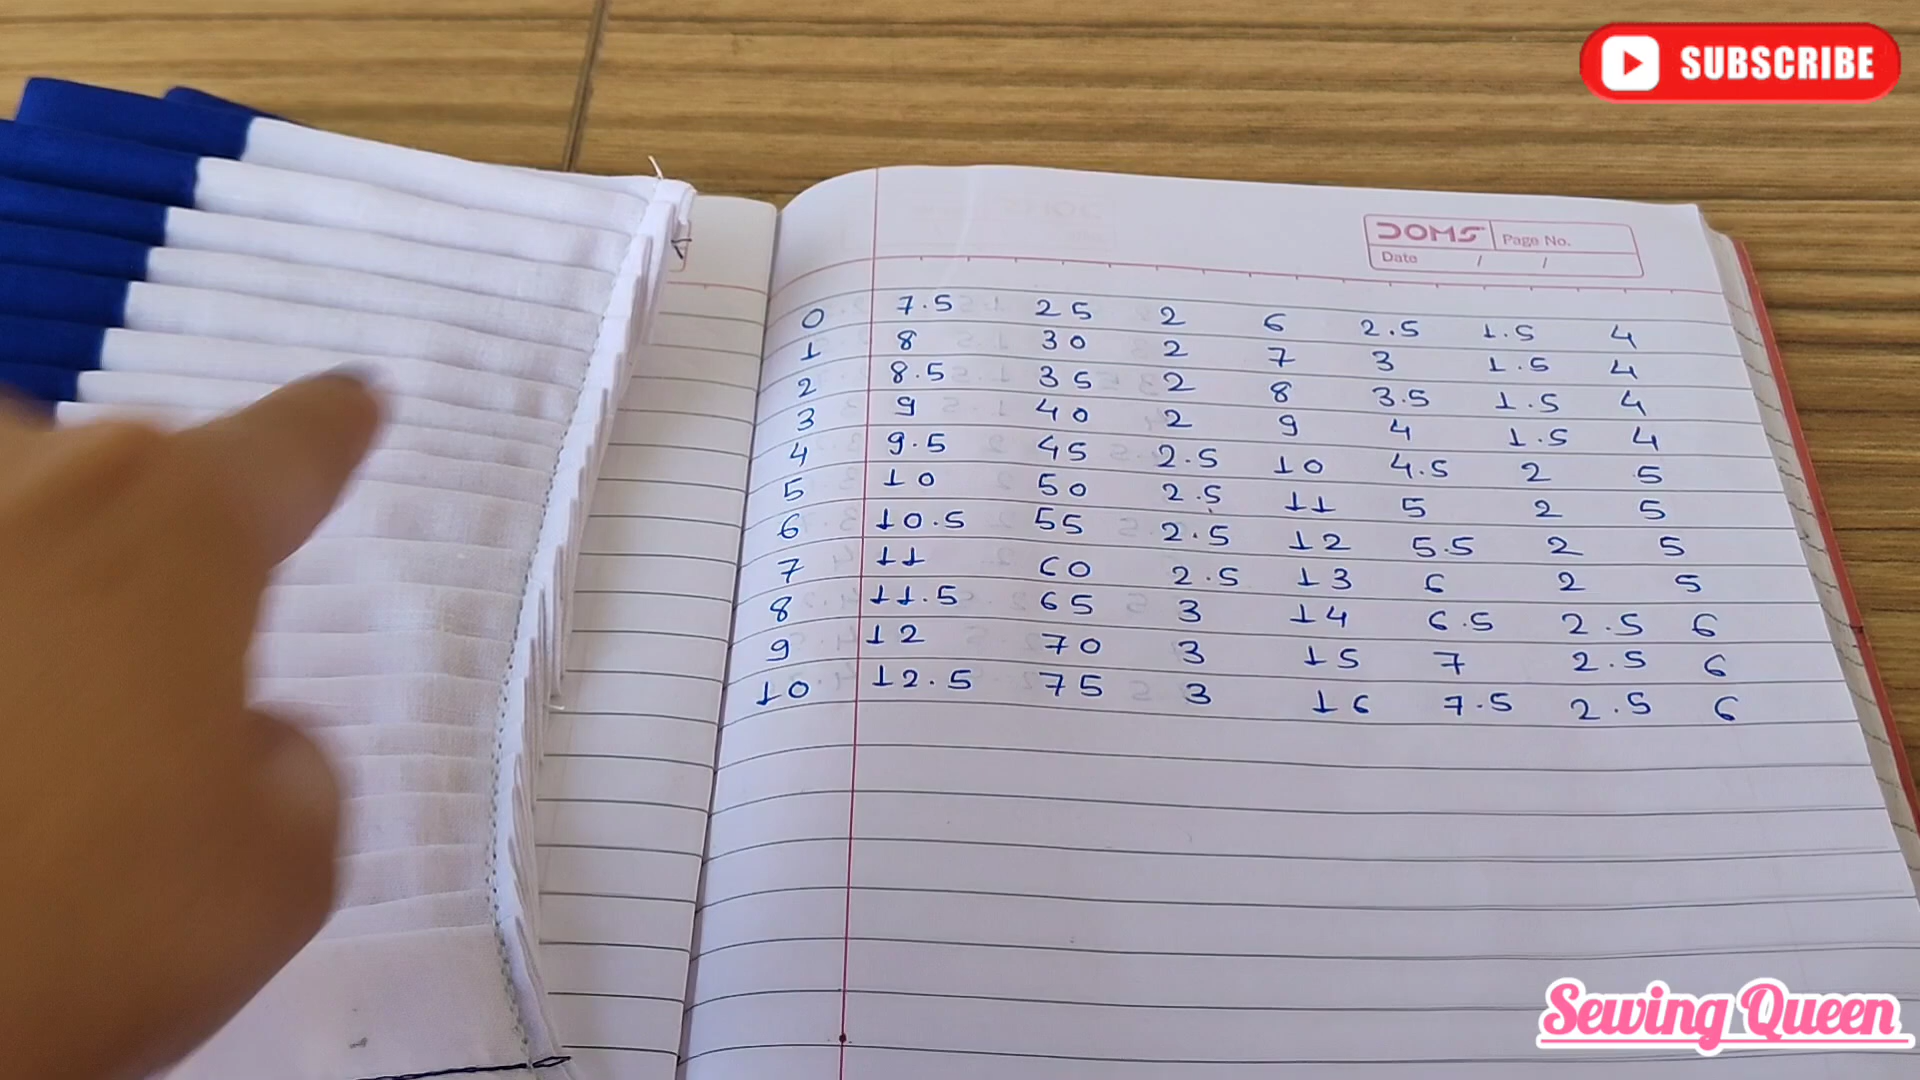 SUBSCRIBE
DOMS Page No.
Date / /
0 7.5 25 2 6 2.5 1.5 4
1 8 30 2 7 3 1.5 4
2 8.5 35 2 8 3.5 1.5 4
3 9 40 2 9 4 1.5 4
4 9.5 45 2.5 10 4.5 2 5
5 10 50 2.5 11 5 2 5
6 10.5 55 2.5 12 5.5 2 5
7 11 60 2.5 13 6 2 5
8 11.5 65 3 14 6.5 2.5 6
9 12 70 3 15 7 2.5 6
10 12.5 75 3 16 7.5 2.5 6
Sewing Queen